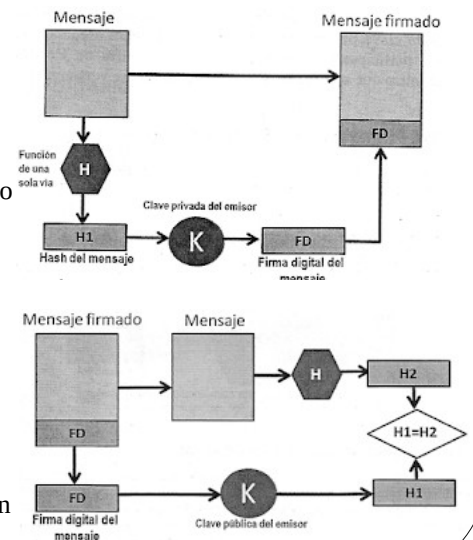 Mensaje
Mensaje firmado
FD
Función
de una
sola vía
H
o
Clave privada del emisor
H1
K
FD
Hash del mensaje
Firma digital del
mensaje
Mensaje firmado
Mensaje
H
H2
FD
H1=H2
n
FD
K
H1
Firma digital del
mensaje
Clave pública del emisor